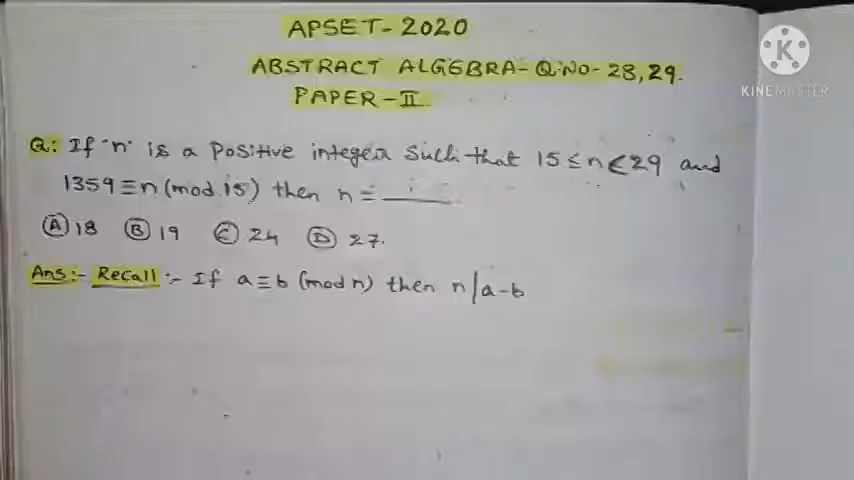 APSET-2020
ABSTRACT ALGEBRA-Q.NO-28,29.
PAPER-II
KINEMASTER
Q: If 'n' is a positive integer such that 15 ≤ n < 29 and
1359 ≡ n (mod 15) then n = ______
(A) 18 (B) 19 (C) 24 (D) 27.
Ans:- Recall:- If a ≡ b (mod n) then n/a-b